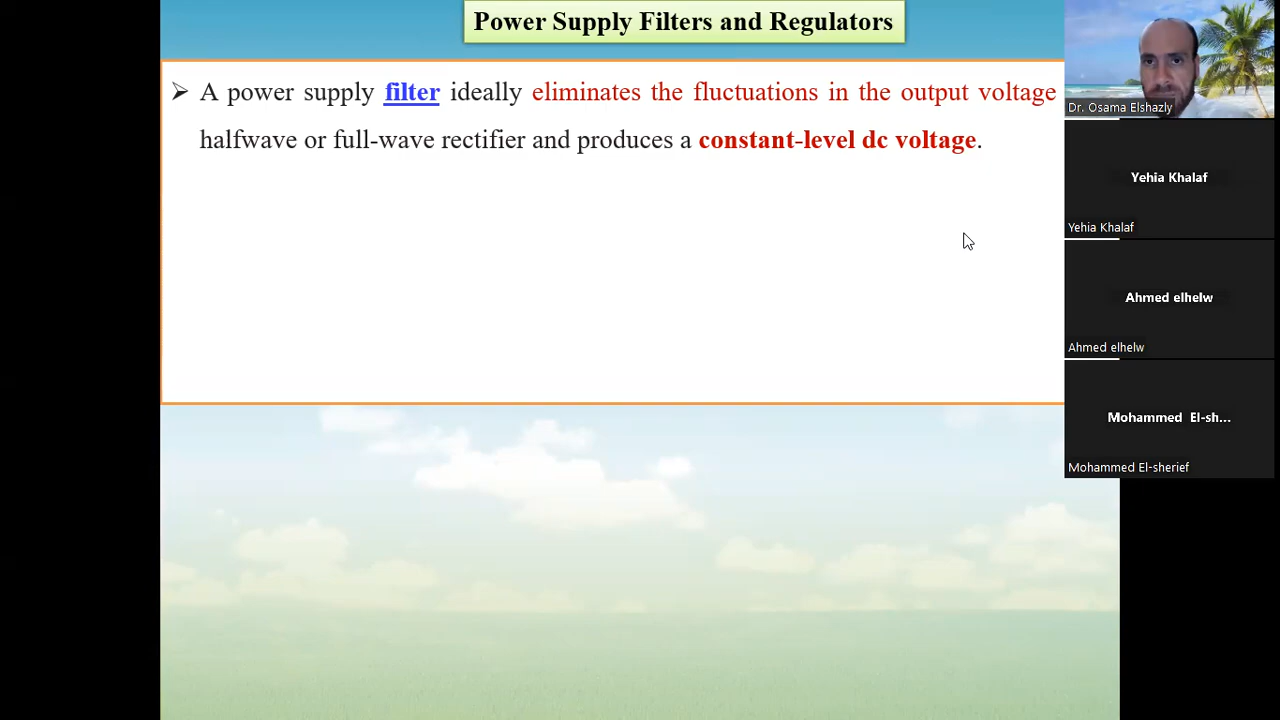 Power Supply Filters and Regulators
➢ A power supply filter ideally eliminates the fluctuations in the output voltage
halfwave or full-wave rectifier and produces a constant-level dc voltage.
Dr. Osama Elshazly
Yehia Khalaf
Yehia Khalaf
Ahmed elhelw
Ahmed elhelw
Mohammed El-sh...
Mohammed El-sherief